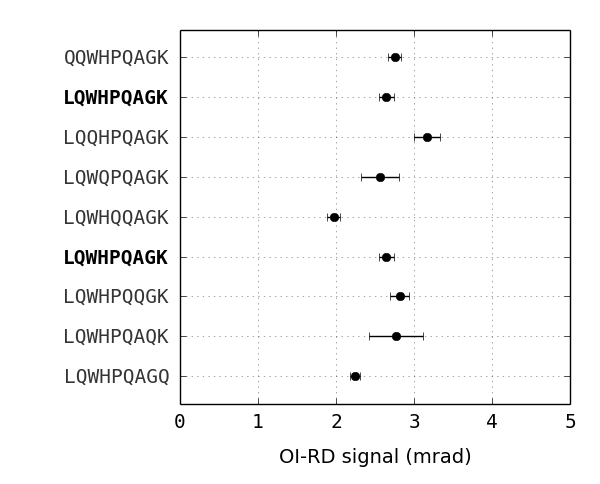 QQWHPQAGK
LQWHPQAGK
LQQHPQAGK
LQWQPQAGK
LQWHQQAGK
LQWHPQAGK
LQWHPQQGK
LQWHPQAQK
LQWHPQAGQ
0 1 2 3 4 5
OI-RD signal (mrad)